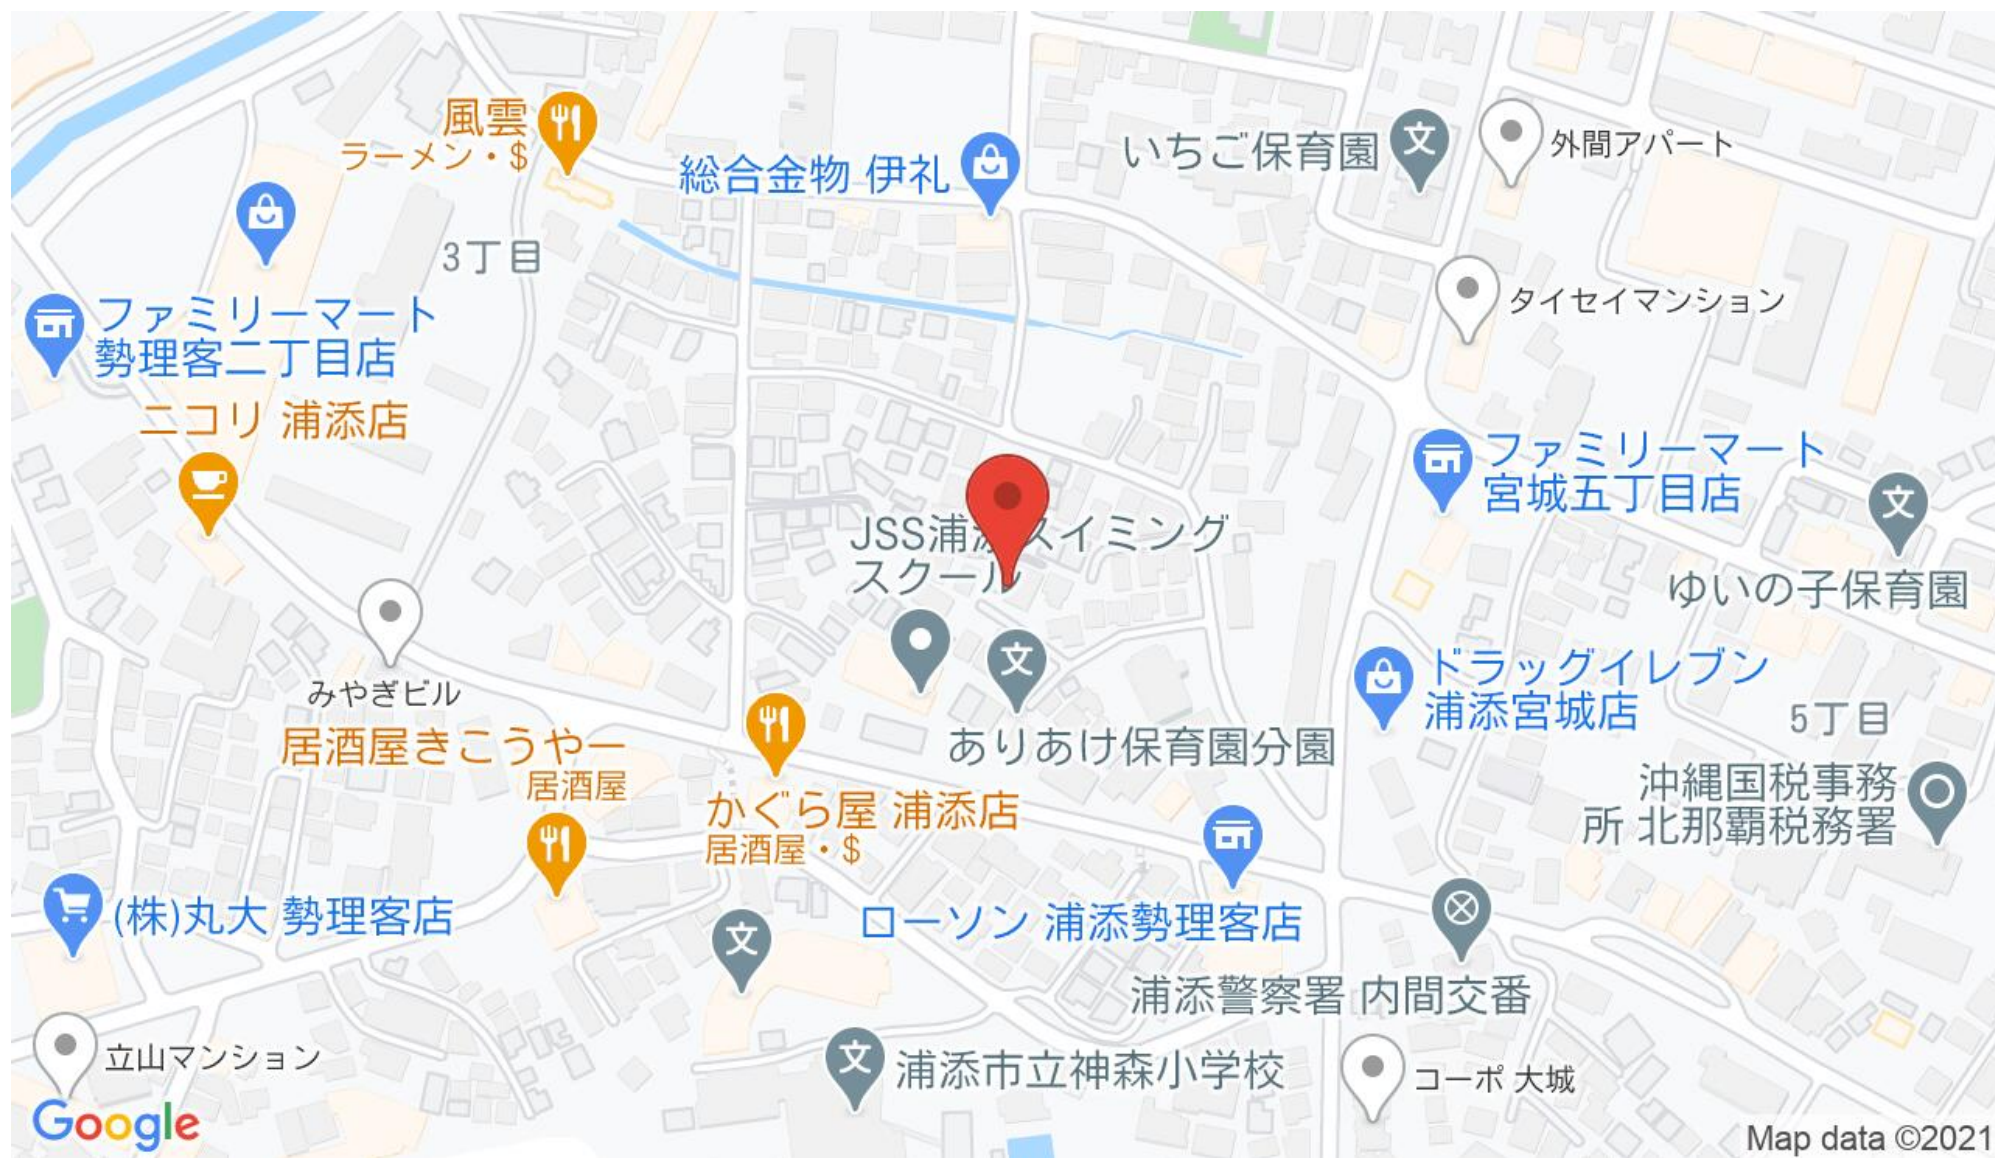 風雲
ラーメン・$
総合金物 伊礼
いちご保育園
文
外間アパート
3丁目
タイセイマンション
ファミリーマート
勢理客二丁目店
ニコリ 浦添店
ファミリーマート
宮城五丁目店
文
JSS浦添スイミング
スクール
ゆいの子保育園
文
みやぎビル
ドラッグイレブン
浦添宮城店
5丁目
居酒屋きこうやー
居酒屋
ありあけ保育園分園
かぐら屋 浦添店
居酒屋・$
沖縄国税事務
所 北那覇税務署
(株)丸大 勢理客店
文
ローソン 浦添勢理客店
浦添警察署 内間交番
立山マンション
文
浦添市立神森小学校
コーポ 大城
Google
Map data ©2021